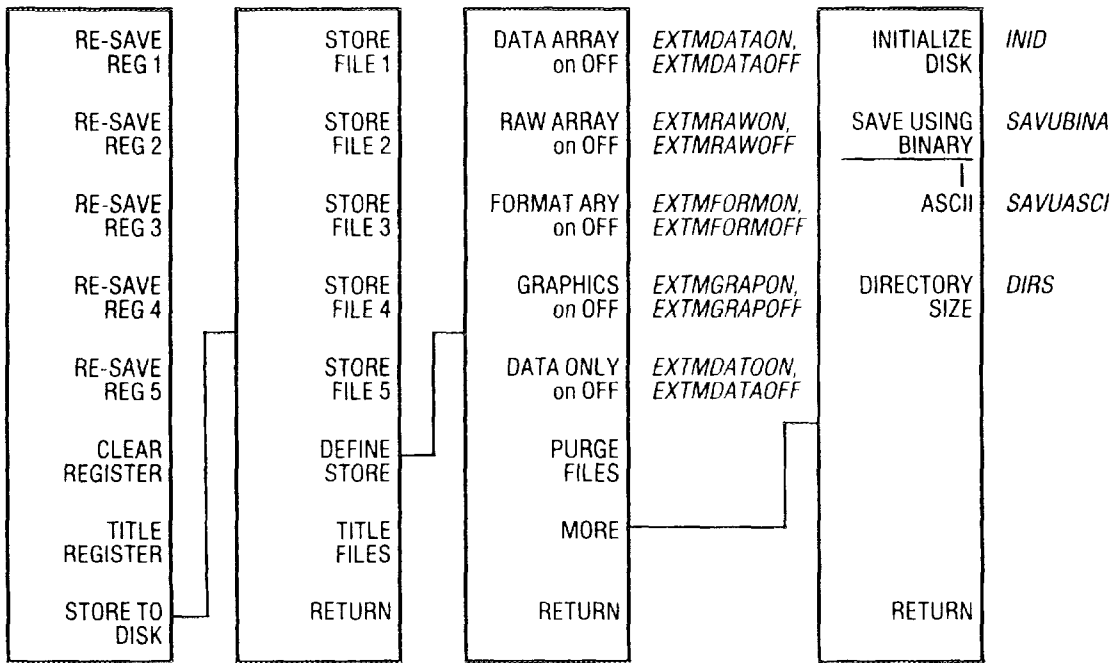 RE-SAVE
REG 1
RE-SAVE
REG 2
RE-SAVE
REG 3
RE-SAVE
REG 4
RE-SAVE
REG 5
CLEAR
REGISTER
TITLE
REGISTER
STORE TO
DISK
STORE
FILE 1
STORE
FILE 2
STORE
FILE 3
STORE
FILE 4
STORE
FILE 5
DEFINE
STORE
TITLE
FILES
RETURN
DATA ARRAY
on OFF
EXTMDATAON,
EXTMDATAOFF
RAW ARRAY
on OFF
EXTMRAWON,
EXTMRAWOFF
FORMAT ARY
on OFF
EXTMFORMON,
EXTMFORMOFF
GRAPHICS
on OFF
EXTMGRAPON,
EXTMGRAPOFF
DATA ONLY
on OFF
EXTMDATOON,
EXTMDATAOFF
PURGE
FILES
MORE
RETURN
INITIALIZE
DISK
INID
SAVE USING
BINARY
SAVUBINA
ASCII
SAVUASCI
DIRECTORY
SIZE
DIRS
RETURN